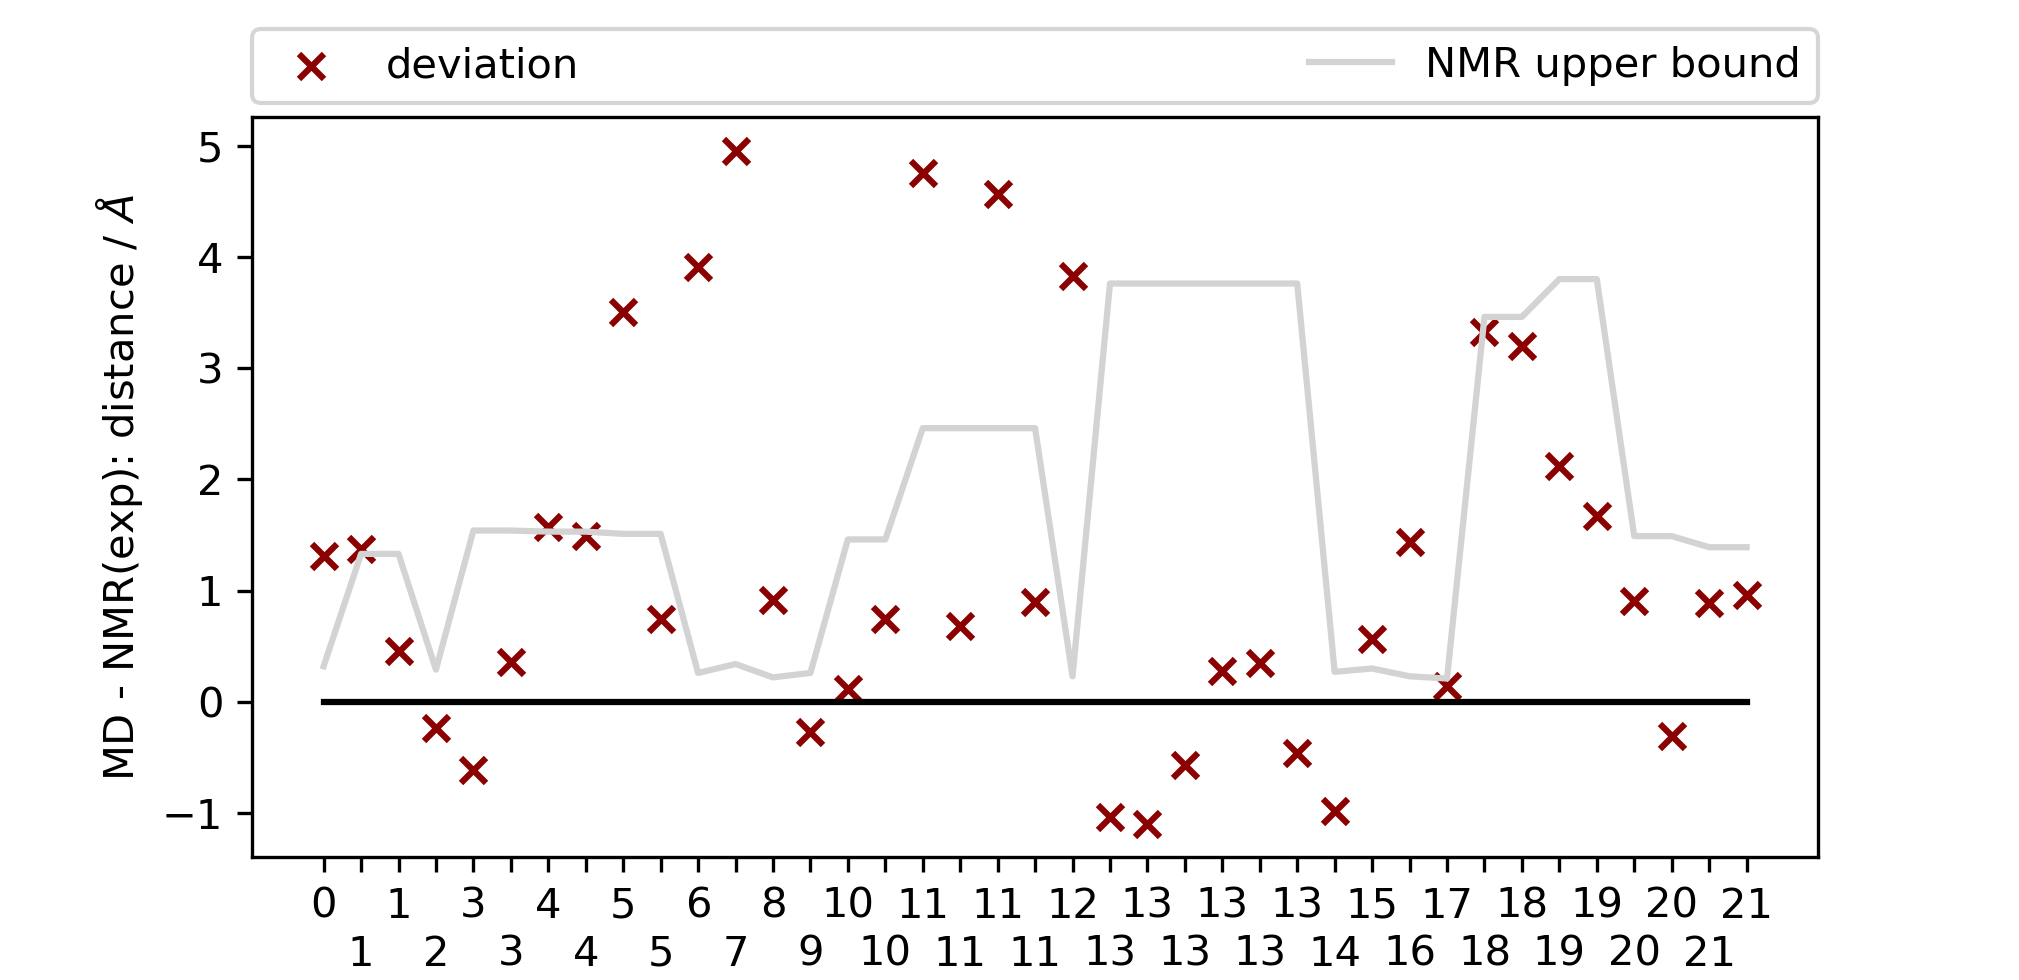 deviation NMR upper bound
MD - NMR(exp): distance / Å
5
4
3
2
1
0
−1
0 1 3 4 5 6 8 10 11 11 12 13 13 13 15 17 18 19 20 21
1 2 3 4 5 7 9 10 11 11 13 13 13 14 16 18 19 20 21